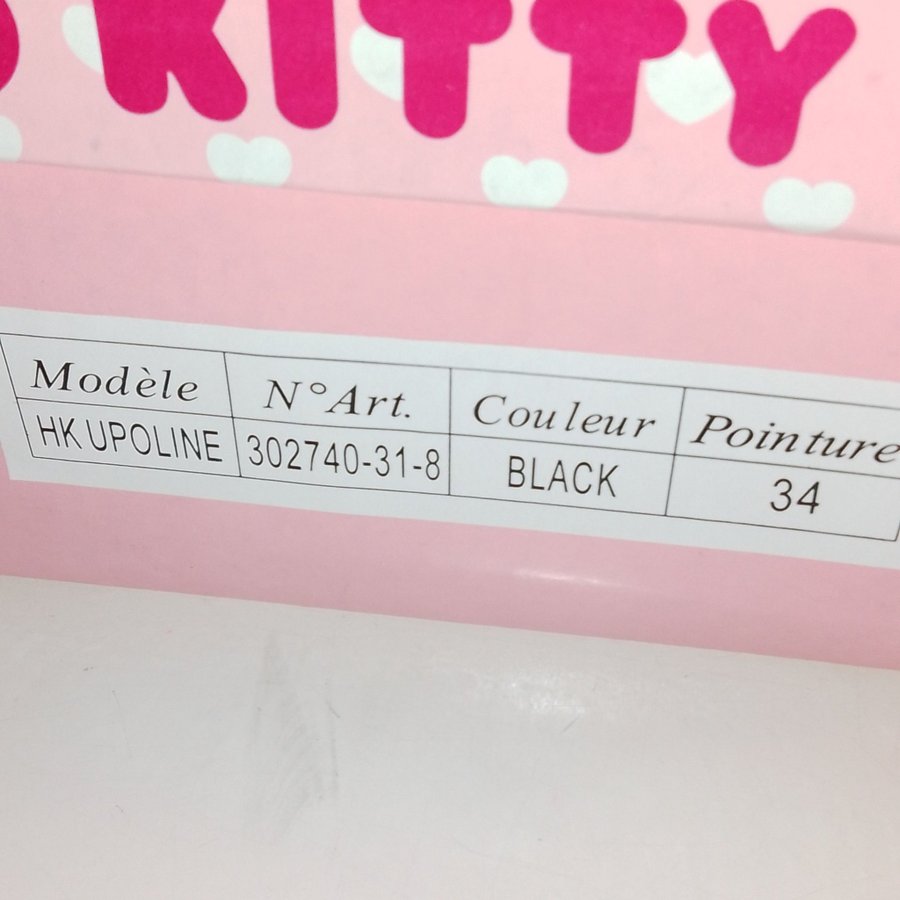 KITTY
Modèle N°Art. Couleur Pointure
HK UPOLINE 302740-31-8 BLACK 34